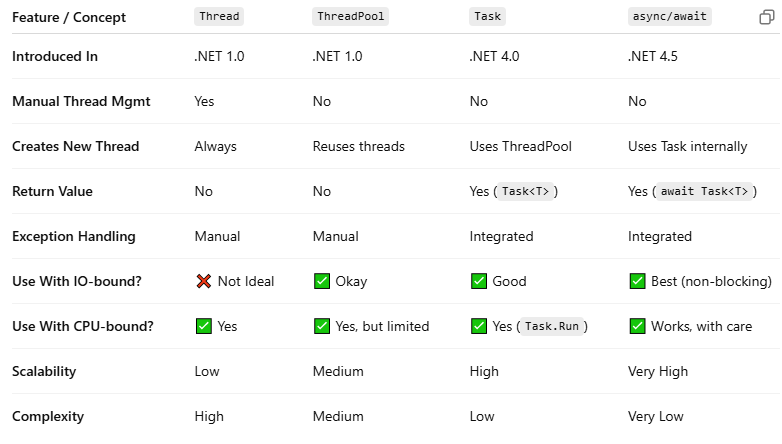 Feature / Concept Thread ThreadPool Task async/await
Introduced In .NET 1.0 .NET 1.0 .NET 4.0 .NET 4.5
Manual Thread Mgmt Yes No No No
Creates New Thread Always Reuses threads Uses ThreadPool Uses Task internally
Return Value No No Yes (Task<T>) Yes (await Task<T>)
Exception Handling Manual Manual Integrated Integrated
Use With IO-bound? ❌ Not Ideal ✅ Okay ✅ Good ✅ Best (non-blocking)
Use With CPU-bound? ✅ Yes ✅ Yes, but limited ✅ Yes (Task.Run) ✅ Works, with care
Scalability Low Medium High Very High
Complexity High Medium Low Very Low